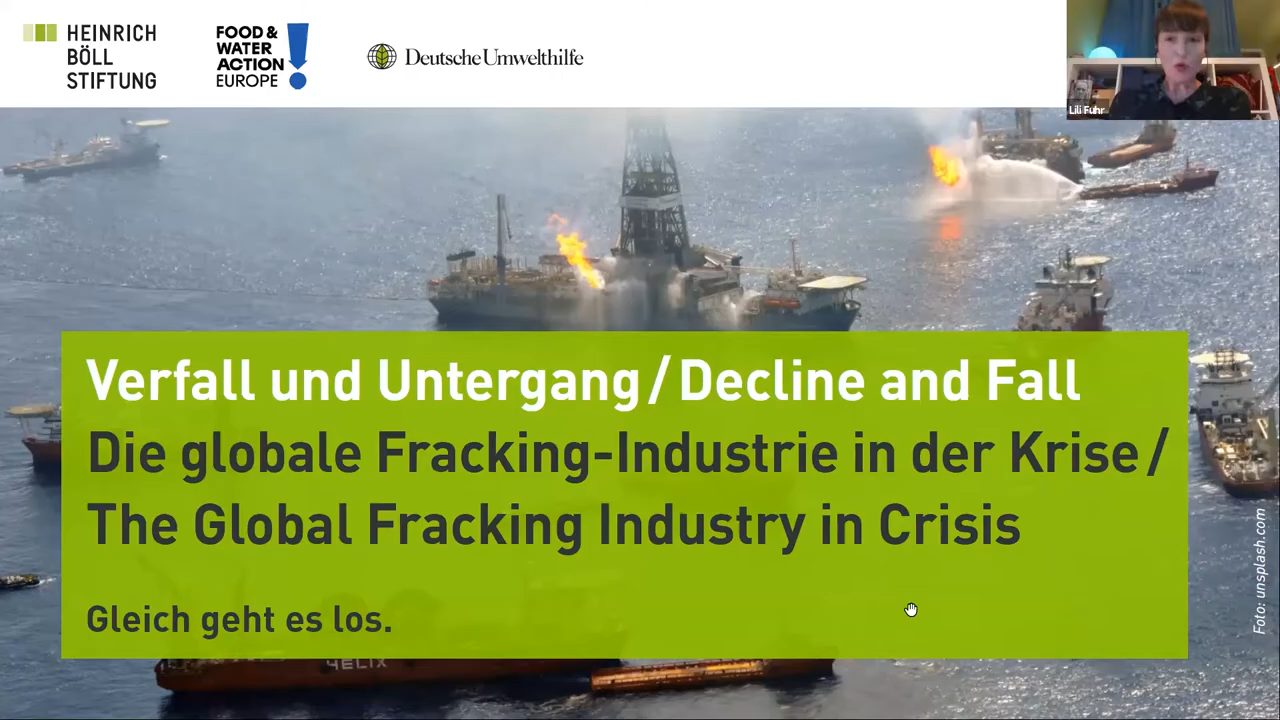 HEINRICH
BÖLL
STIFTUNG
FOOD &
WATER
ACTION
EUROPE
Deutsche Umwelthilfe
Lili Fuhr
Verfall und Untergang / Decline and Fall
Die globale Fracking-Industrie in der Krise /
The Global Fracking Industry in Crisis
Gleich geht es los.
Foto: unsplash.com
HELIX